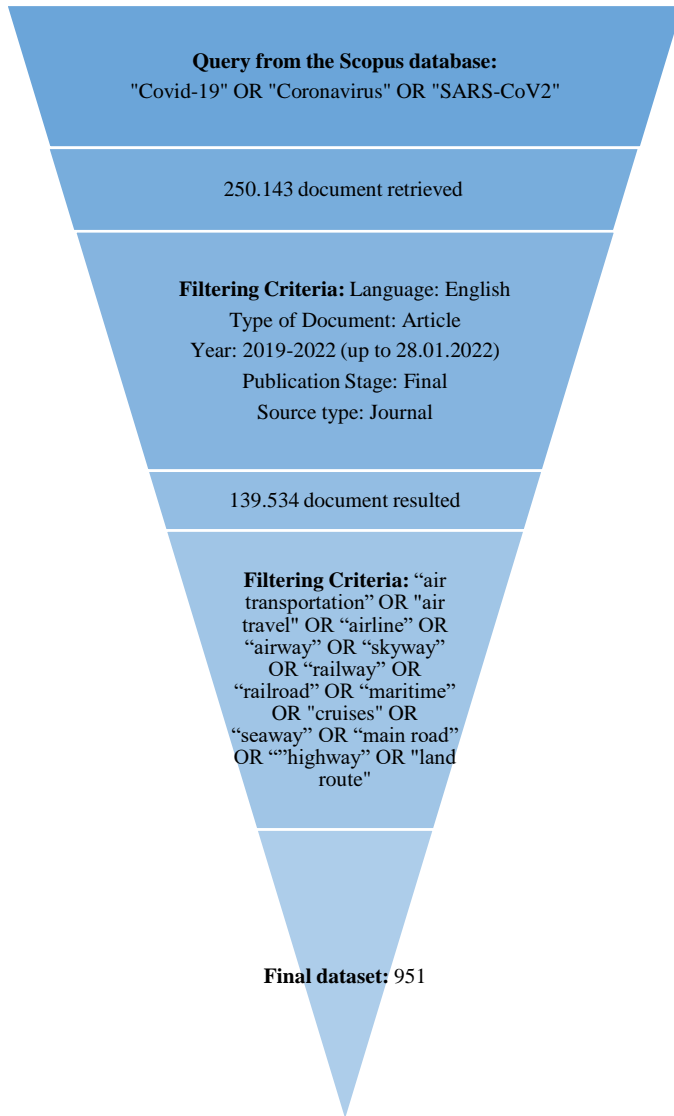 Query from the Scopus database:
"Covid-19" OR "Coronavirus" OR "SARS-CoV2"
250.143 document retrieved
Filtering Criteria: Language: English
Type of Document: Article
Year: 2019-2022 (up to 28.01.2022)
Publication Stage: Final
Source type: Journal
139.534 document resulted
Filtering Criteria: “air
transportation” OR "air
travel" OR “airline” OR
“airway” OR “skyway”
OR “railway” OR
“railroad” OR “maritime”
OR "cruises" OR
“seaway” OR “main road”
OR “”highway” OR "land
route"
Final dataset: 951